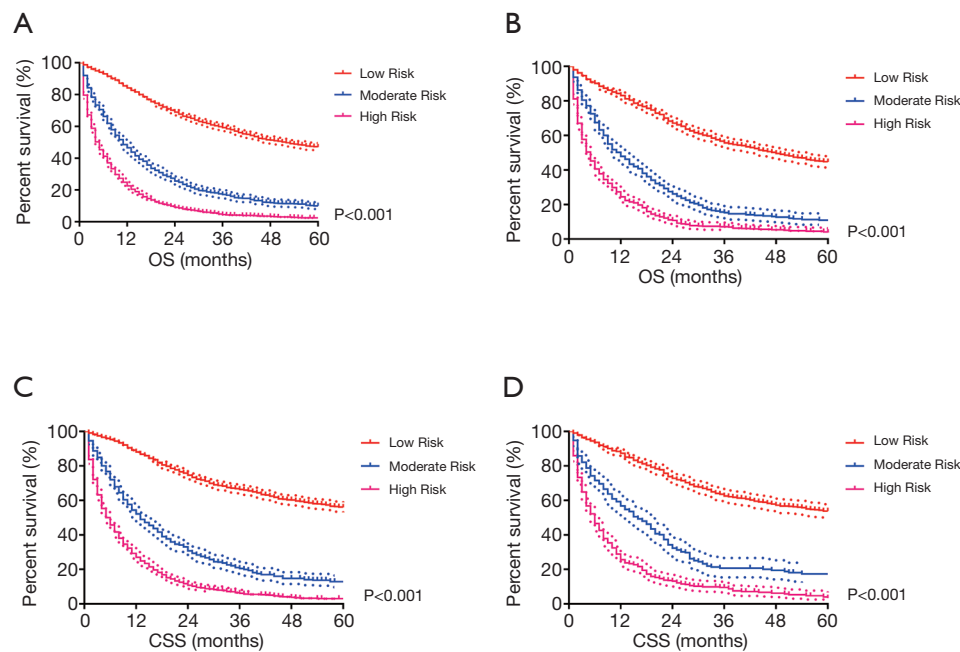 A
Percent survival (%)
100
80
60
40
20
0
0 12 24 36 48 60
OS (months)
Low Risk
Moderate Risk
High Risk
P<0.001
B
Percent survival (%)
100
80
60
40
20
0
0 12 24 36 48 60
OS (months)
Low Risk
Moderate Risk
High Risk
P<0.001
C
Percent survival (%)
100
80
60
40
20
0
0 12 24 36 48 60
CSS (months)
Low Risk
Moderate Risk
High Risk
P<0.001
D
Percent survival (%)
100
80
60
40
20
0
0 12 24 36 48 60
CSS (months)
Low Risk
Moderate Risk
High Risk
P<0.001